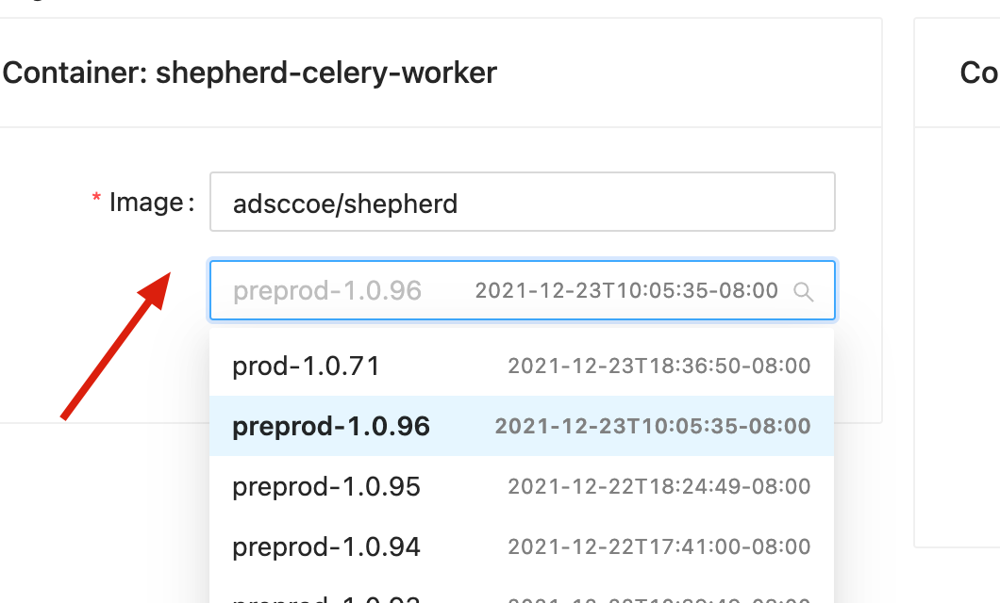 Container: shepherd-celery-worker
Co
* Image:
adsccoe/shepherd
preprod-1.0.96 2021-12-23T10:05:35-08:00
prod-1.0.71 2021-12-23T18:36:50-08:00
preprod-1.0.96 2021-12-23T10:05:35-08:00
preprod-1.0.95 2021-12-22T18:24:49-08:00
preprod-1.0.94 2021-12-22T17:41:00-08:00